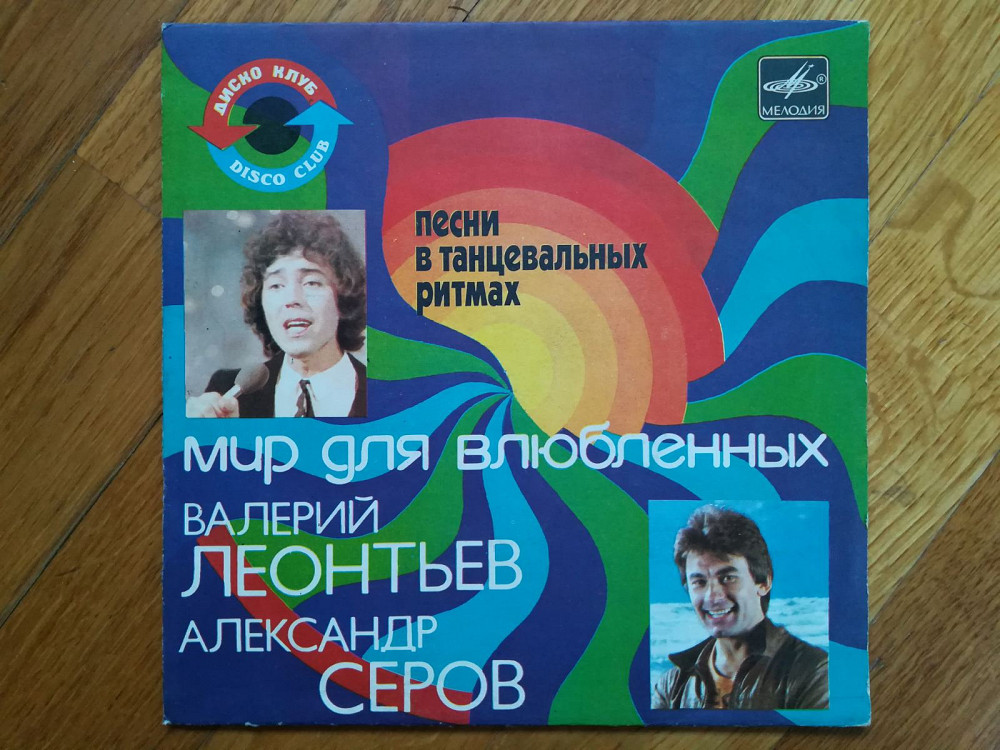 ДИСКО КЛУБ
DISCO CLUB
МЕЛОДИЯ ®
песни
в танцевальных
ритмах
мир для влюбленных
ВАЛЕРИЙ
ЛЕОНТЬЕВ
АЛЕКСАНДР
СЕРОВ